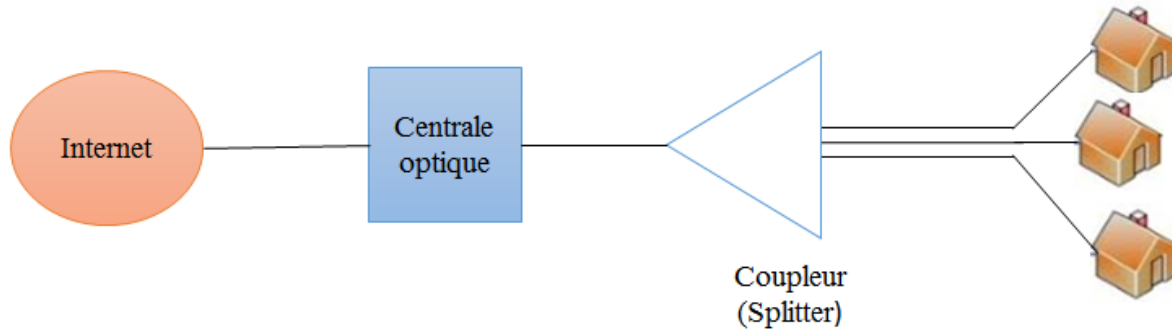 Internet
Centrale
optique
Coupleur
(Splitter)